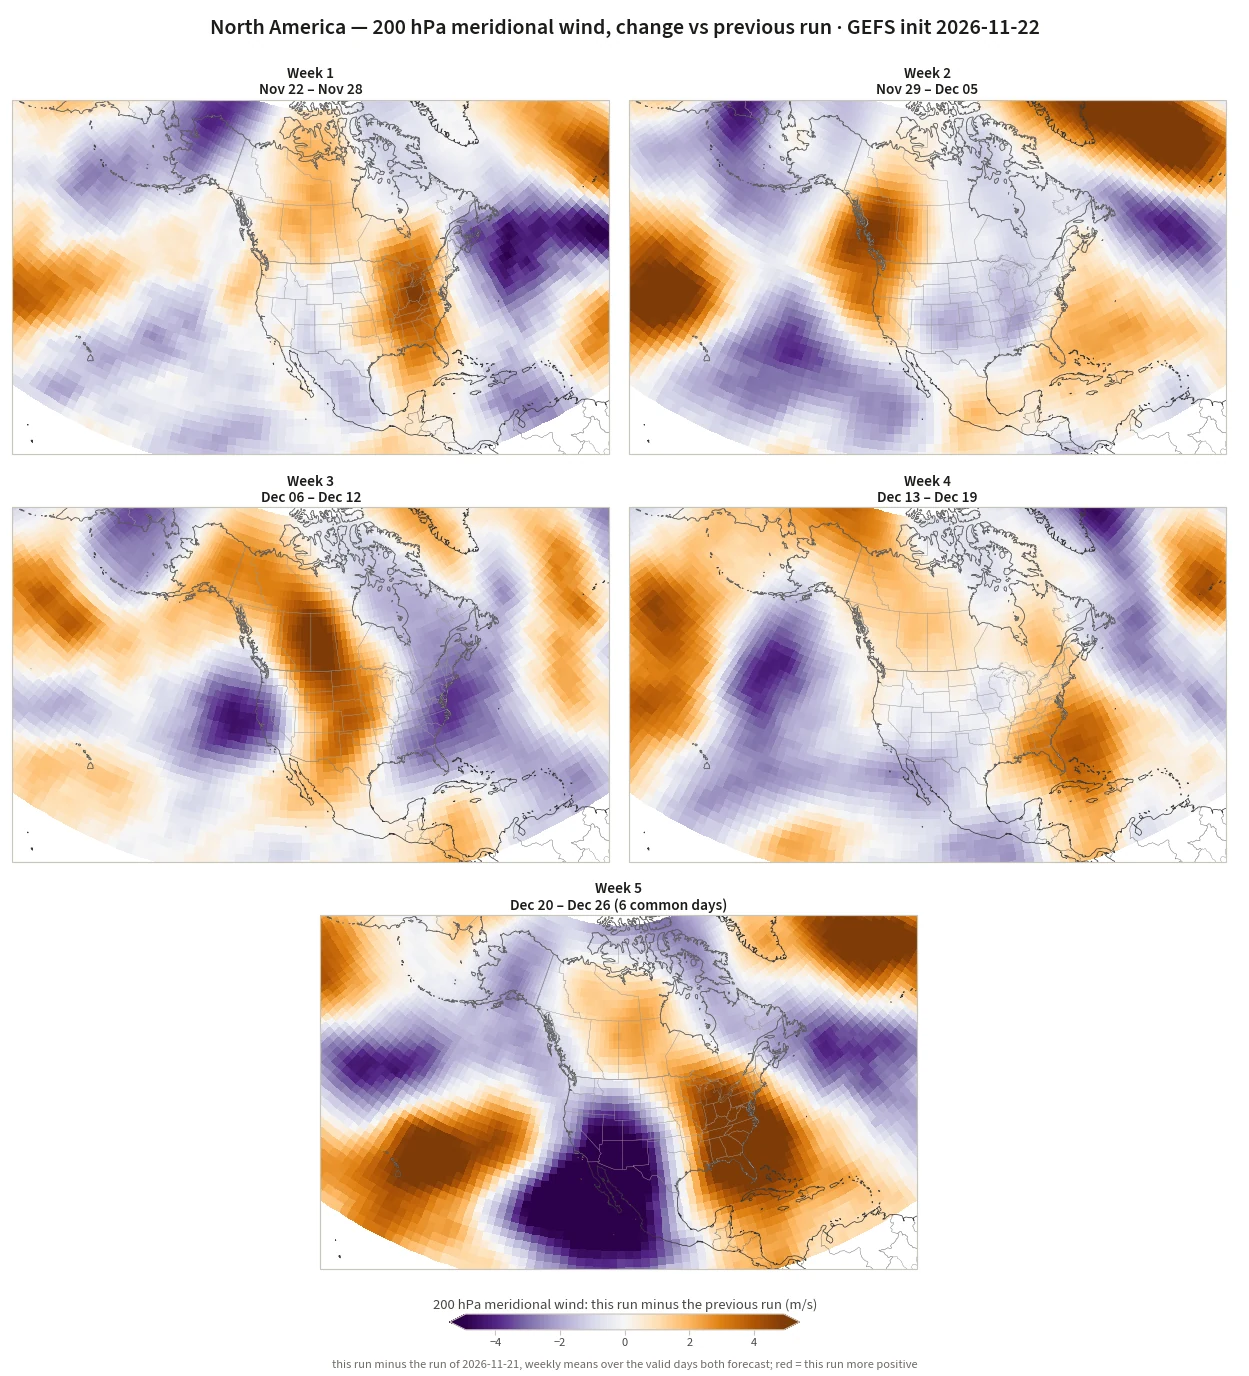 North America — 200 hPa meridional wind, change vs previous run · GEFS init 2026-11-22
Week 1
Nov 22 – Nov 28
Week 2
Nov 29 – Dec 05
Week 3
Dec 06 – Dec 12
Week 4
Dec 13 – Dec 19
Week 5
Dec 20 – Dec 26 (6 common days)
200 hPa meridional wind: this run minus the previous run (m/s)
−4 −2 0 2 4
this run minus the run of 2026-11-21, weekly means over the valid days both forecast; red = this run more positive